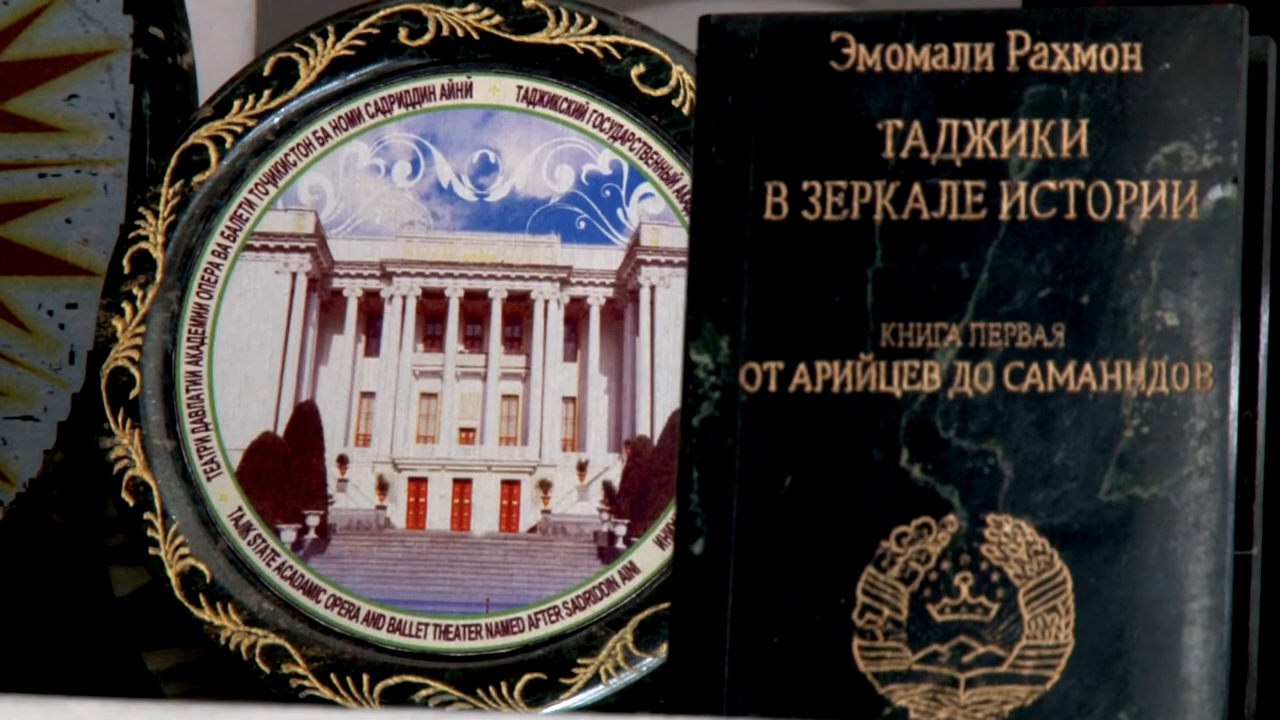 ТЕАТРИ ДАВЛАТИИ АКАДЕМИИ ОПЕРА ВА БАЛЕТИ ТОҶИКИСТОН БА НОМИ САДРИДДИН АЙНӢ
ТАДЖИКСКИЙ ГОСУДАРСТВЕННЫЙ
TAJIK STATE ACADAMIC OPERA AND BALLET THEATER NAMED AFTER SADRIDDIN AINI
Эмомали Рахмон
ТАДЖИКИ
В ЗЕРКАЛЕ ИСТОРИИ
КНИГА ПЕРВАЯ
ОТ АРИЙЦЕВ ДО САМАНИДОВ